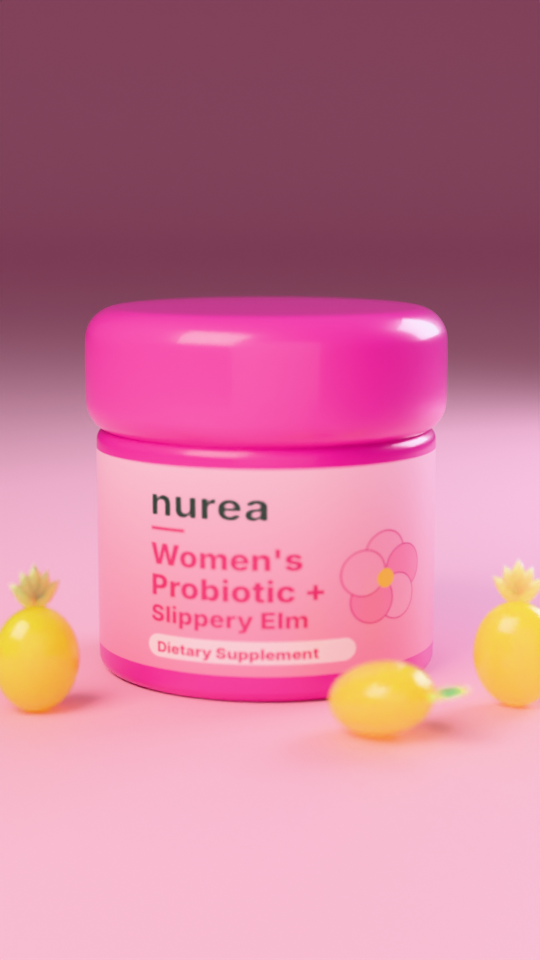 nurea
Women's
Probiotic +
Slippery Elm
Dietary Supplement